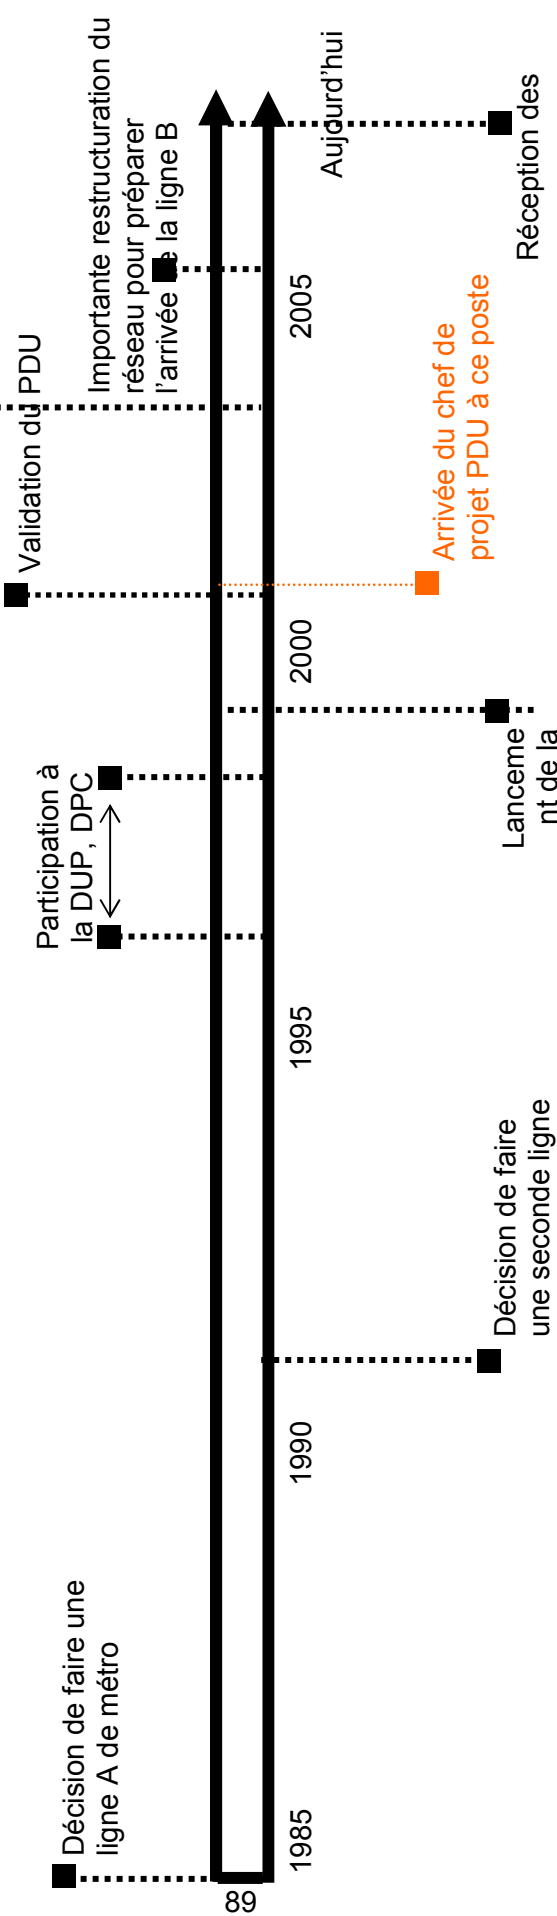 Décision de faire une
ligne A de métro
Participation à
la DUP, DPC
Validation du PDU
Importante restructuration du
réseau pour préparer
l'arrivée de la ligne B
89
1985
1990
1995
2000
2005
Aujourd'hui
Décision de faire
une seconde ligne
Lanceme
nt de la
Arrivée du chef de
projet PDU à ce poste
Réception des